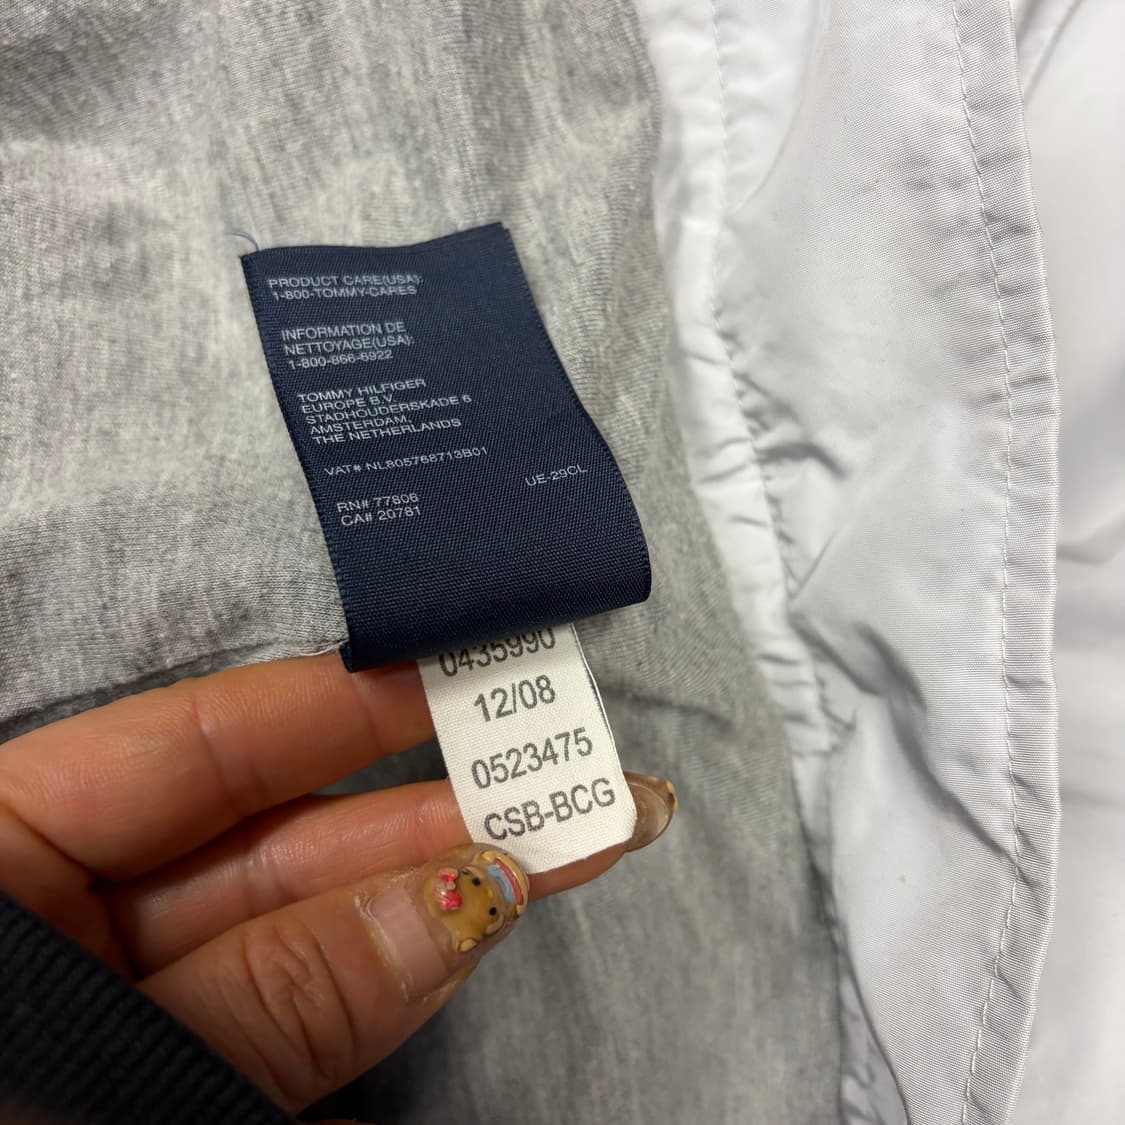 PRODUCT CARE(USA):
1-800-TOMMY-CARES
INFORMATION DE
NETTOYAGE(USA):
1-800-866-6922
TOMMY HILFIGER
EUROPE B.V.
STADHOUDERSKADE 6
AMSTERDAM,
THE NETHERLANDS
VAT# NL805768713B01
UE-29CL
RN# 77806
CA# 20781
0435990
12/08
0523475
CSB-BCG